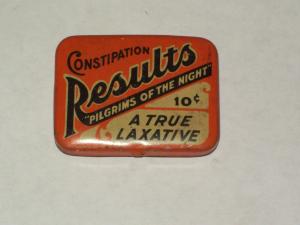 CONSTIPATION
Results
"PILGRIMS OF THE NIGHT"
10¢
A TRUE
LAXATIVE